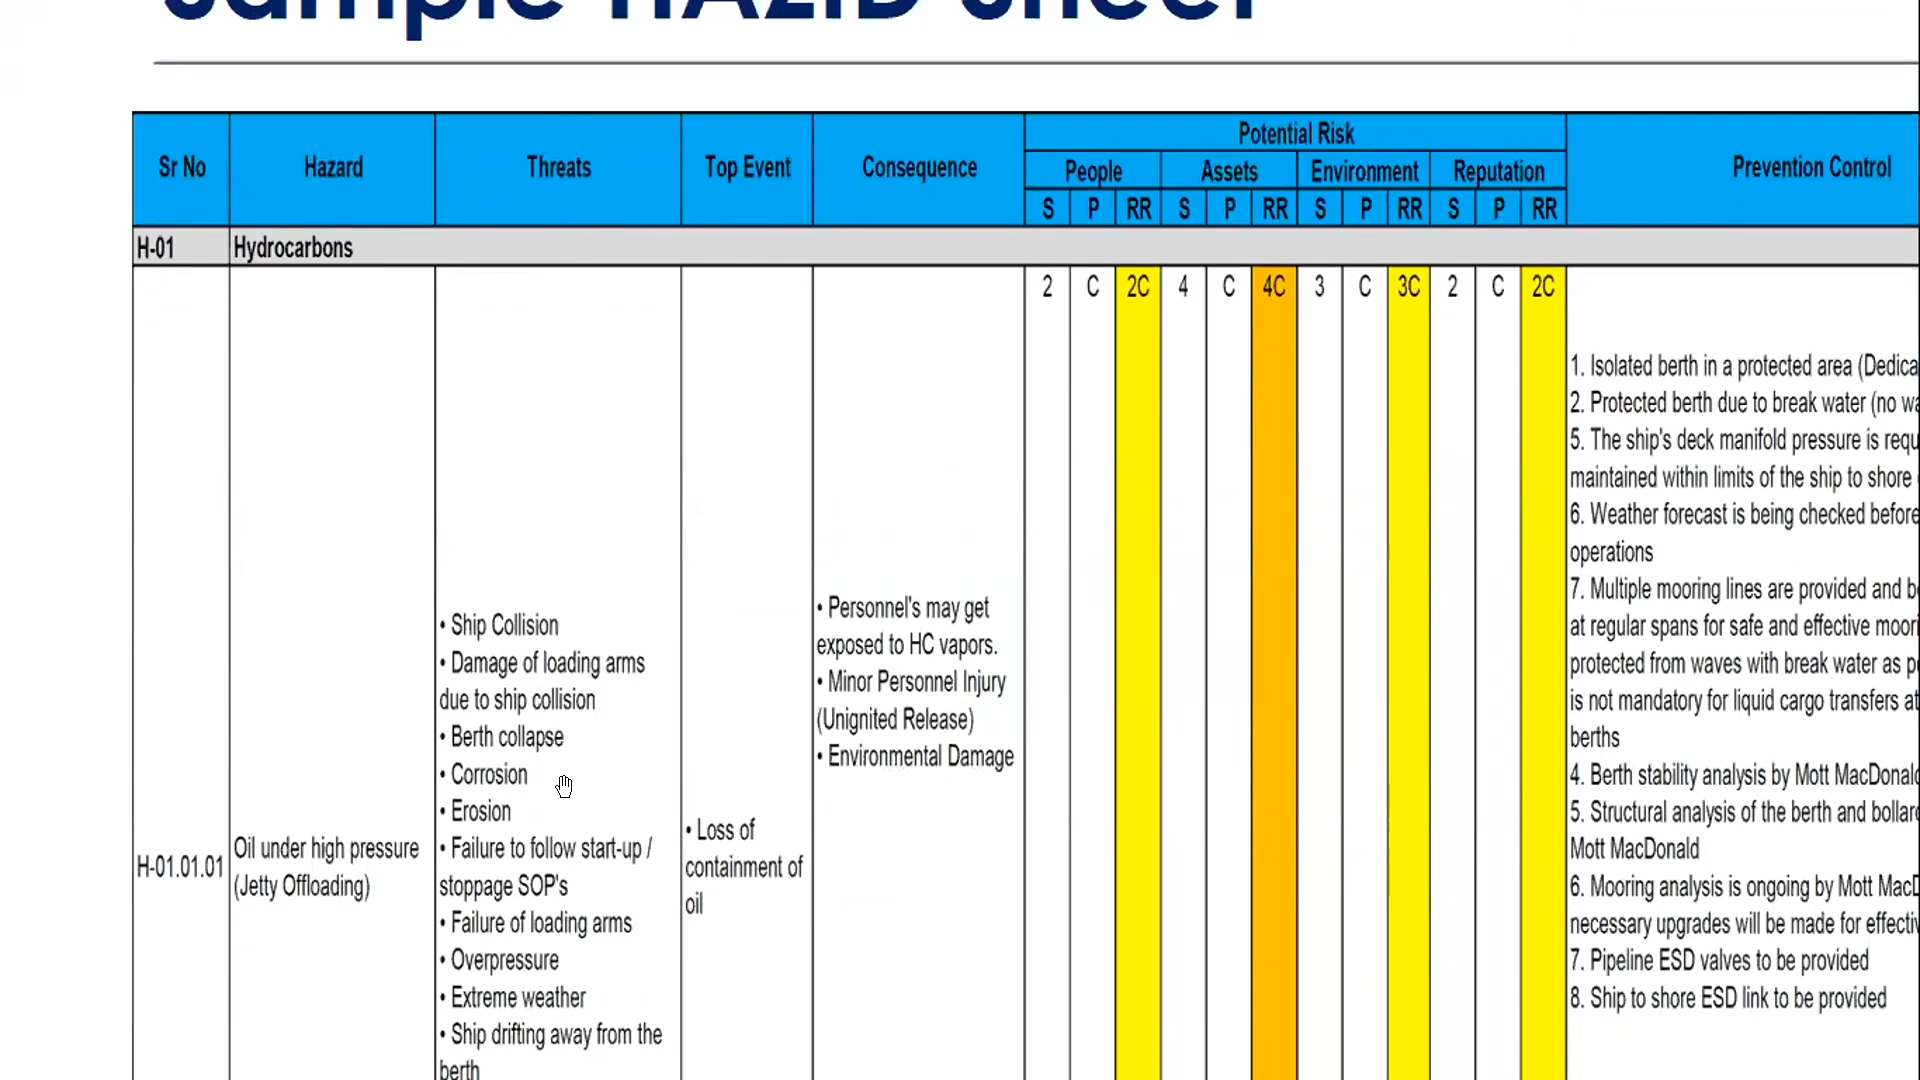 Sample HAZID Sheet
Potential Risk
Sr No Hazard Threats Top Event Consequence People Assets Environment Reputation Prevention Control
S P RR S P RR S P RR S P RR
H-01 Hydrocarbons
2 C 2C 4 C 4C 3 C 3C 2 C 2C
H-01.01.01
Oil under high pressure
(Jetty Offloading)
• Ship Collision
• Damage of loading arms
due to ship collision
• Berth collapse
• Corrosion
• Erosion
• Failure to follow start-up /
stoppage SOP's
• Failure of loading arms
• Overpressure
• Extreme weather
• Ship drifting away from the
berth
• Loss of
containment of
oil
• Personnel's may get
exposed to HC vapors.
• Minor Personnel Injury
(Unignited Release)
• Environmental Damage
1. Isolated berth in a protected area
2. Protected berth due to break water (no
5. The ship's deck manifold pressure is
maintained within limits of the ship to shore
6. Weather forecast is being checked before
operations
7. Multiple mooring lines are provided and
at regular spans for safe and effective
protected from waves with break water as
is not mandatory for liquid cargo transfers at
berths
4. Berth stability analysis by Mott MacDonald
5. Structural analysis of the berth and
Mott MacDonald
6. Mooring analysis is ongoing by Mott
necessary upgrades will be made for
7. Pipeline ESD valves to be provided
8. Ship to shore ESD link to be provided